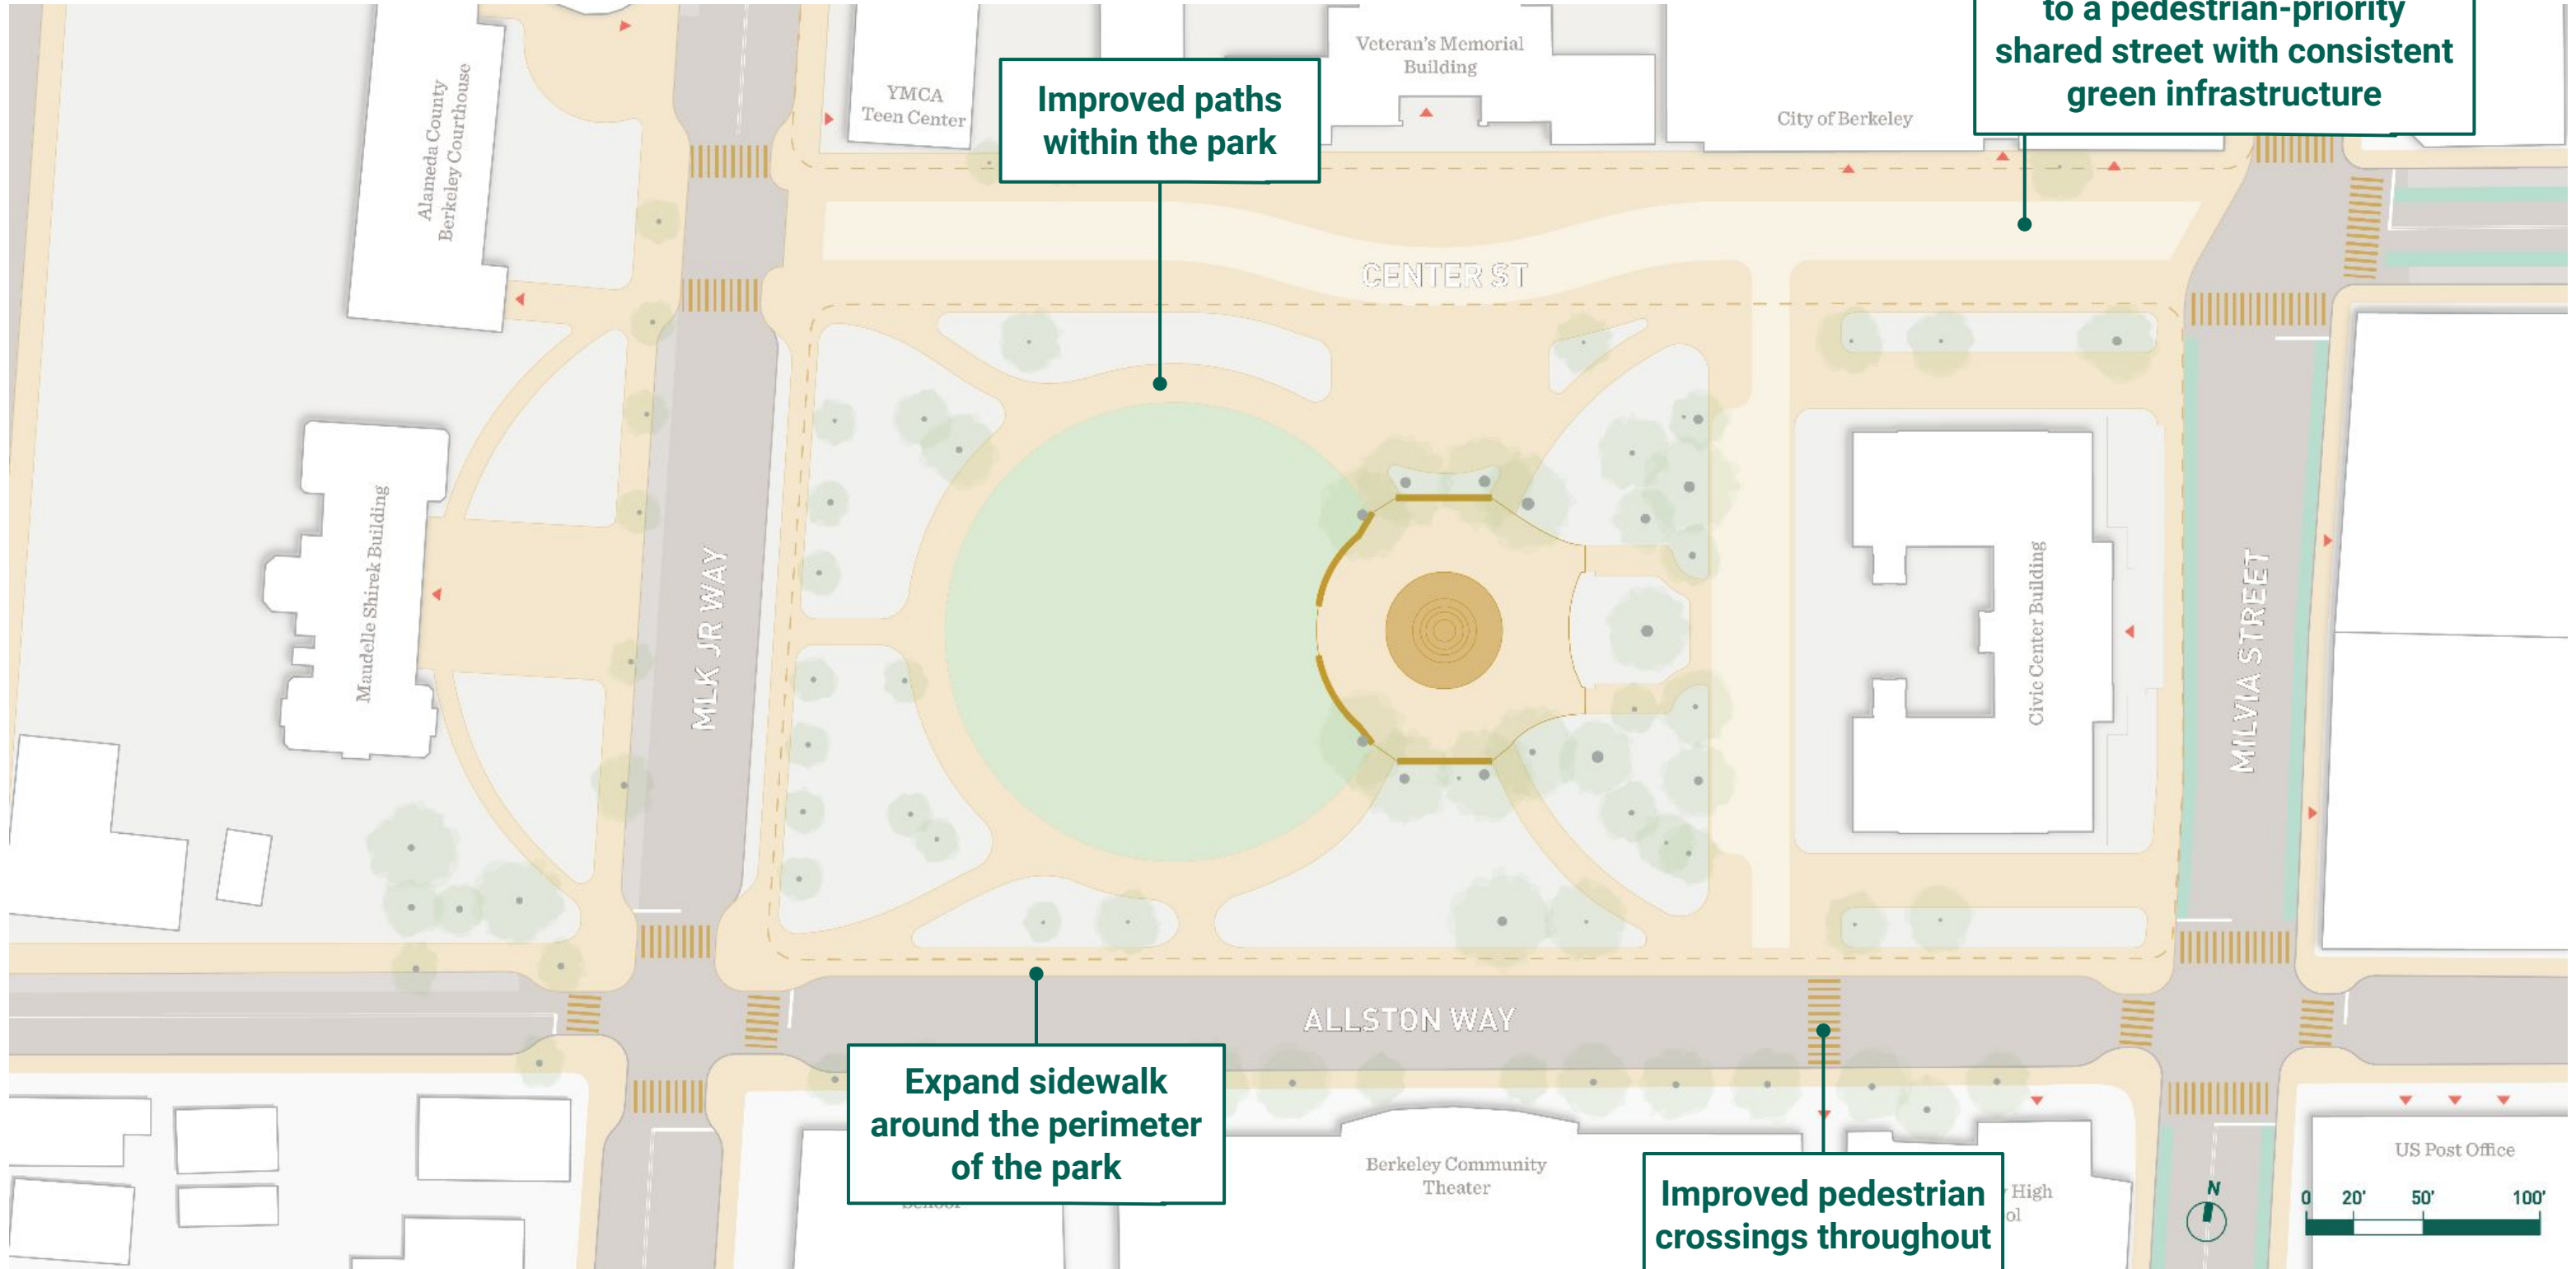 to a pedestrian-priority
shared street with consistent
green infrastructure
Veteran's Memorial
Building
Alameda County
Berkeley Courthouse
YMCA
Teen Center
Improved paths
within the park
City of Berkeley
CENTER ST
Maudelle Shirek Building
MLK JR WAY
Civic Center Building
MILVIA STREET
ALLSTON WAY
Expand sidewalk
around the perimeter
of the park
Berkeley Community
Theater
Improved pedestrian
crossings throughout
High
US Post Office
N
0 20' 50' 100'